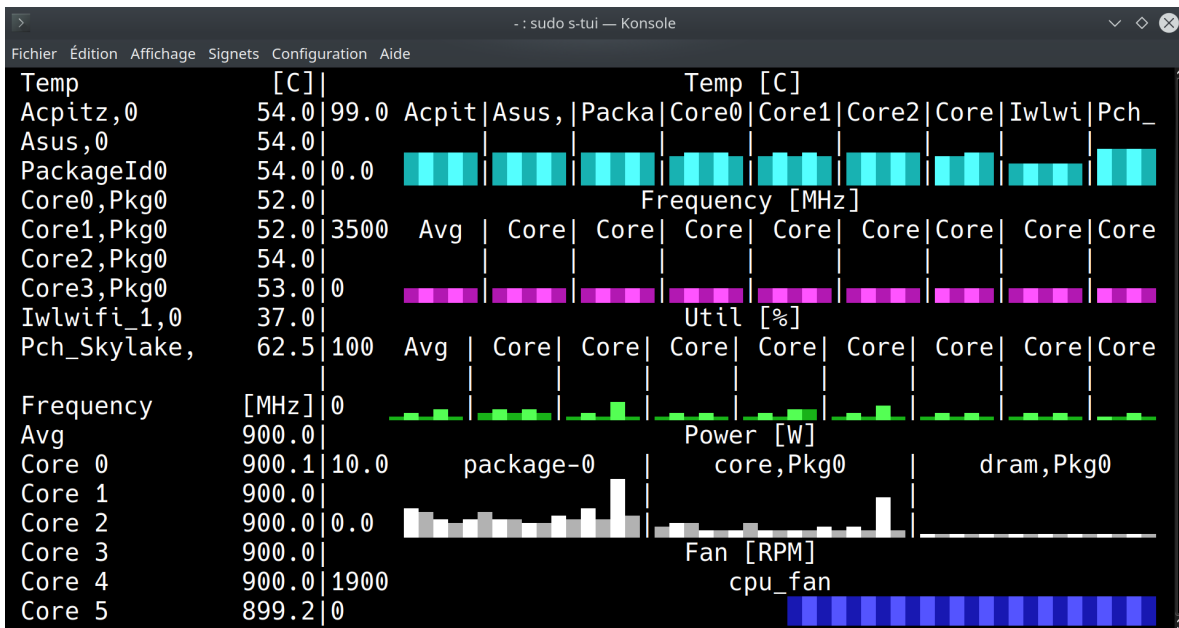 - : sudo s-tui — Konsole
Fichier Édition Affichage Signets Configuration Aide
Temp [C]| Temp [C]
Acpitz,0 54.0|99.0 Acpit|Asus,|Packa|Core0|Core1|Core2|Core|Iwlwi|Pch_
Asus,0 54.0|
PackageId0 54.0|0.0
Core0,Pkg0 52.0| Frequency [MHz]
Core1,Pkg0 52.0|3500 Avg | Core| Core| Core| Core| Core|Core| Core|Core
Core2,Pkg0 54.0|
Core3,Pkg0 53.0|0
Iwlwifi_1,0 37.0| Util [%]
Pch_Skylake, 62.5|100 Avg | Core| Core| Core| Core| Core| Core| Core|Core
Frequency [MHz]|0
Avg 900.0| Power [W]
Core 0 900.1|10.0 package-0 | core,Pkg0 | dram,Pkg0
Core 1 900.0|
Core 2 900.0|0.0
Core 3 900.0| Fan [RPM]
Core 4 900.0|1900 cpu_fan
Core 5 899.2|0